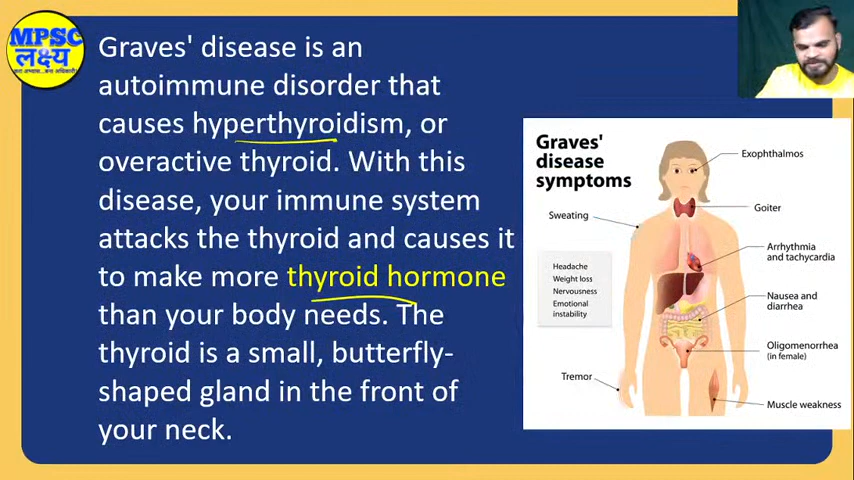 MPSC
लक्ष्य
Graves' disease is an
autoimmune disorder that
causes hyperthyroidism, or
overactive thyroid. With this
disease, your immune system
attacks the thyroid and causes it
to make more thyroid hormone
than your body needs. The
thyroid is a small, butterfly-
shaped gland in the front of
your neck.
Graves'
disease
symptoms
Exophthalmos
Goiter
Sweating
Arrhythmia
and tachycardia
Headache
Weight loss
Nervousness
Emotional
instability
Nausea and
diarrhea
Oligomenorrhea
(in female)
Tremor
Muscle weakness